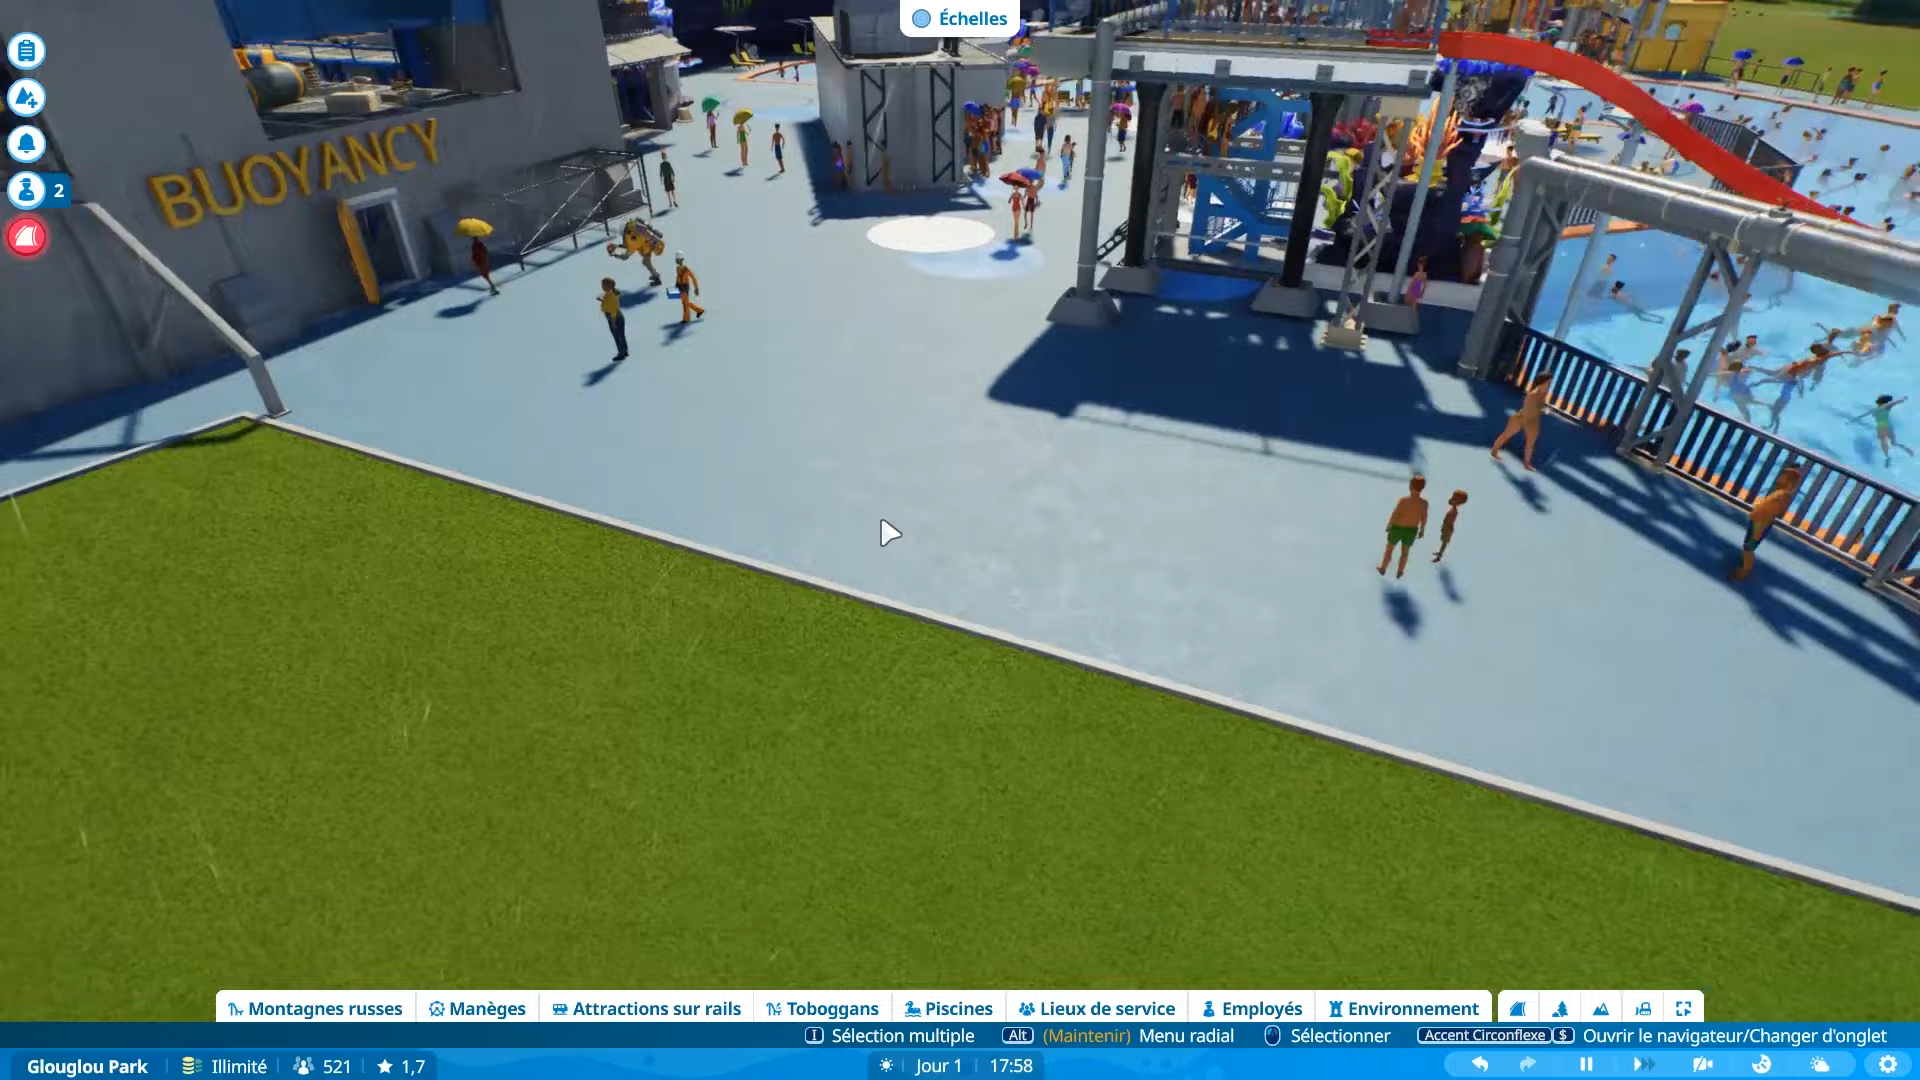 Échelles
2
BUOYANCY
Montagnes russes
Manèges
Attractions sur rails
Toboggans
Piscines
Lieux de service
Employés
Environnement
I Sélection multiple
Alt (Maintenir) Menu radial
Sélectionner
Accent Circonflexe $ Ouvrir le navigateur/Changer d'onglet
Glouglou Park
Illimité
521
1,7
Jour 1
17:58